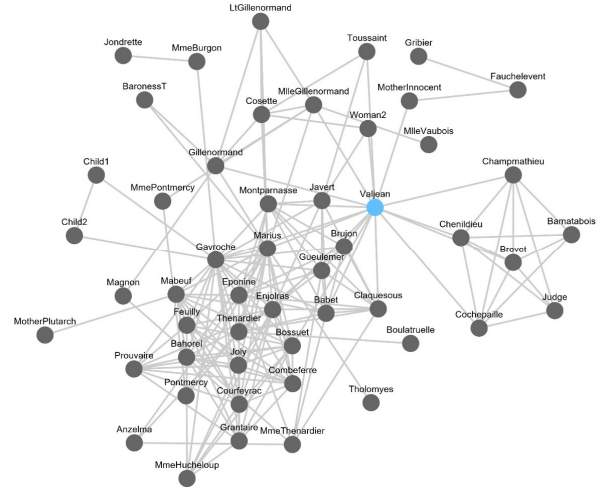 LtGillenormand
Jondrette
MmeBurgon
Toussaint
Gribier
BaronessT
Cosette
MlleGillenormand
MotherInnocent
Fauchelevent
Woman2
MlleVaubois
Gillenormand
Child1
MmePontmercy
Montparnasse
Javert
Valjean
Champmathieu
Child2
Gavroche
Marius
Brujon
Chenildieu
Bamatabois
Gueulemer
Brevet
Magnon
Mabeuf
Eponine
Enjolras
Babet
Claquesous
Cochepaille
Judge
MotherPlutarch
Feuilly
Thenardier
Bossuet
Boulatruelle
Prouvaire
Bahorel
Joly
Combeferre
Pontmercy
Courfeyrac
Tholomyes
Anzelma
Grantaire
MmeThenardier
MmeHucheloup